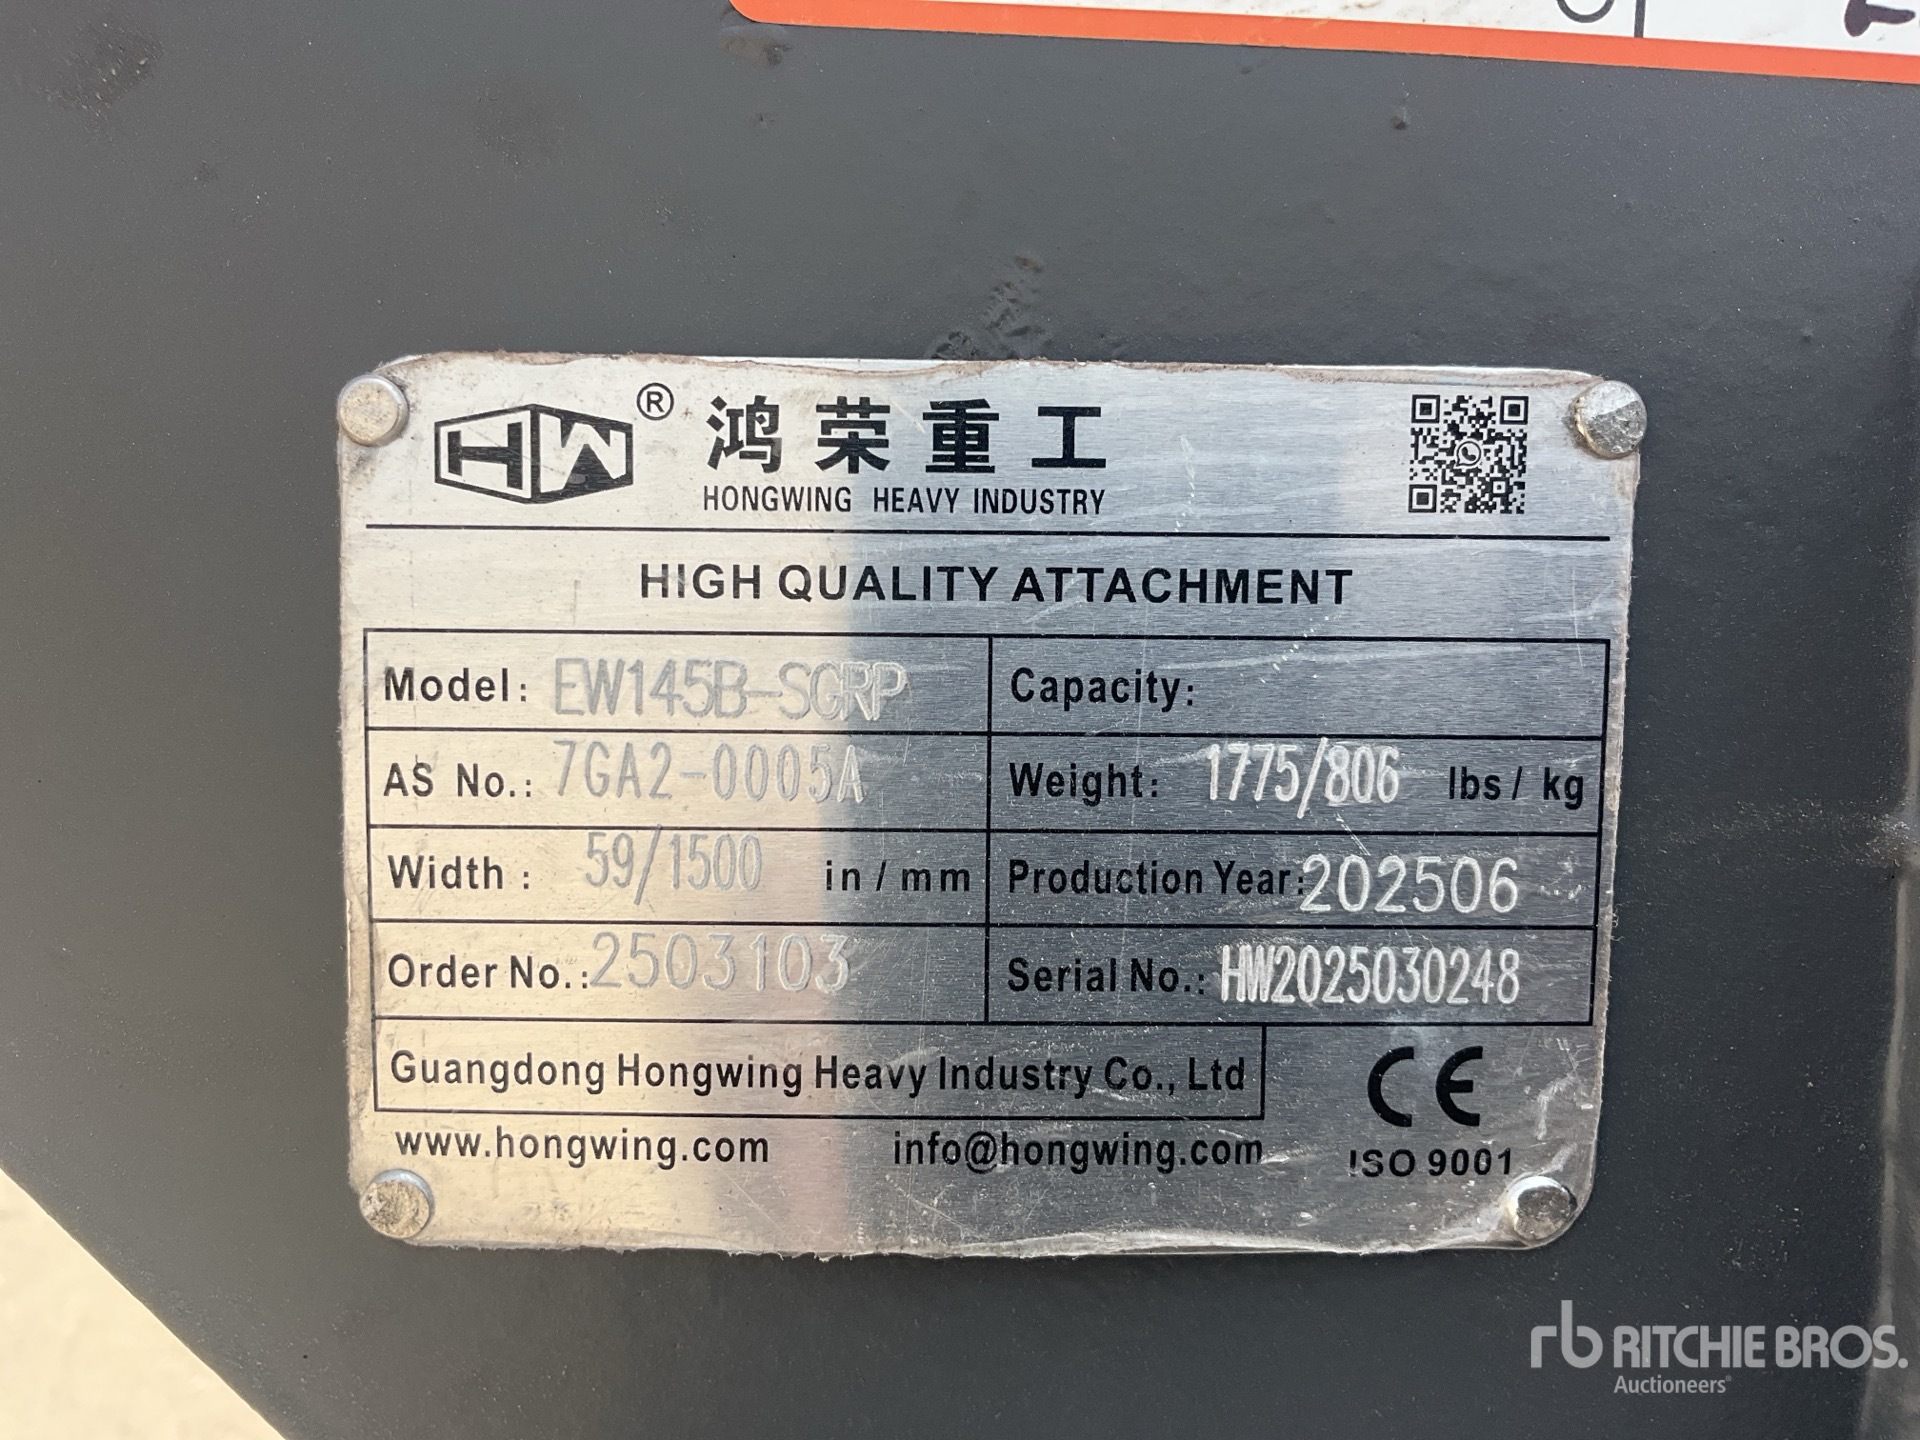 HW ® 鸿荣重工
HONGWING HEAVY INDUSTRY
HIGH QUALITY ATTACHMENT
Model: EW145B-SGRP Capacity:
AS No.: 7GA2-0005A Weight: 1775/806 lbs / kg
Width : 59/1500 in / mm Production Year: 202506
Order No.: 2503103 Serial No.: HW2025030248
Guangdong Hongwing Heavy Industry Co., Ltd CE
www.hongwing.com info@hongwing.com ISO 9001
rb RITCHIE BROS.
Auctioneers®